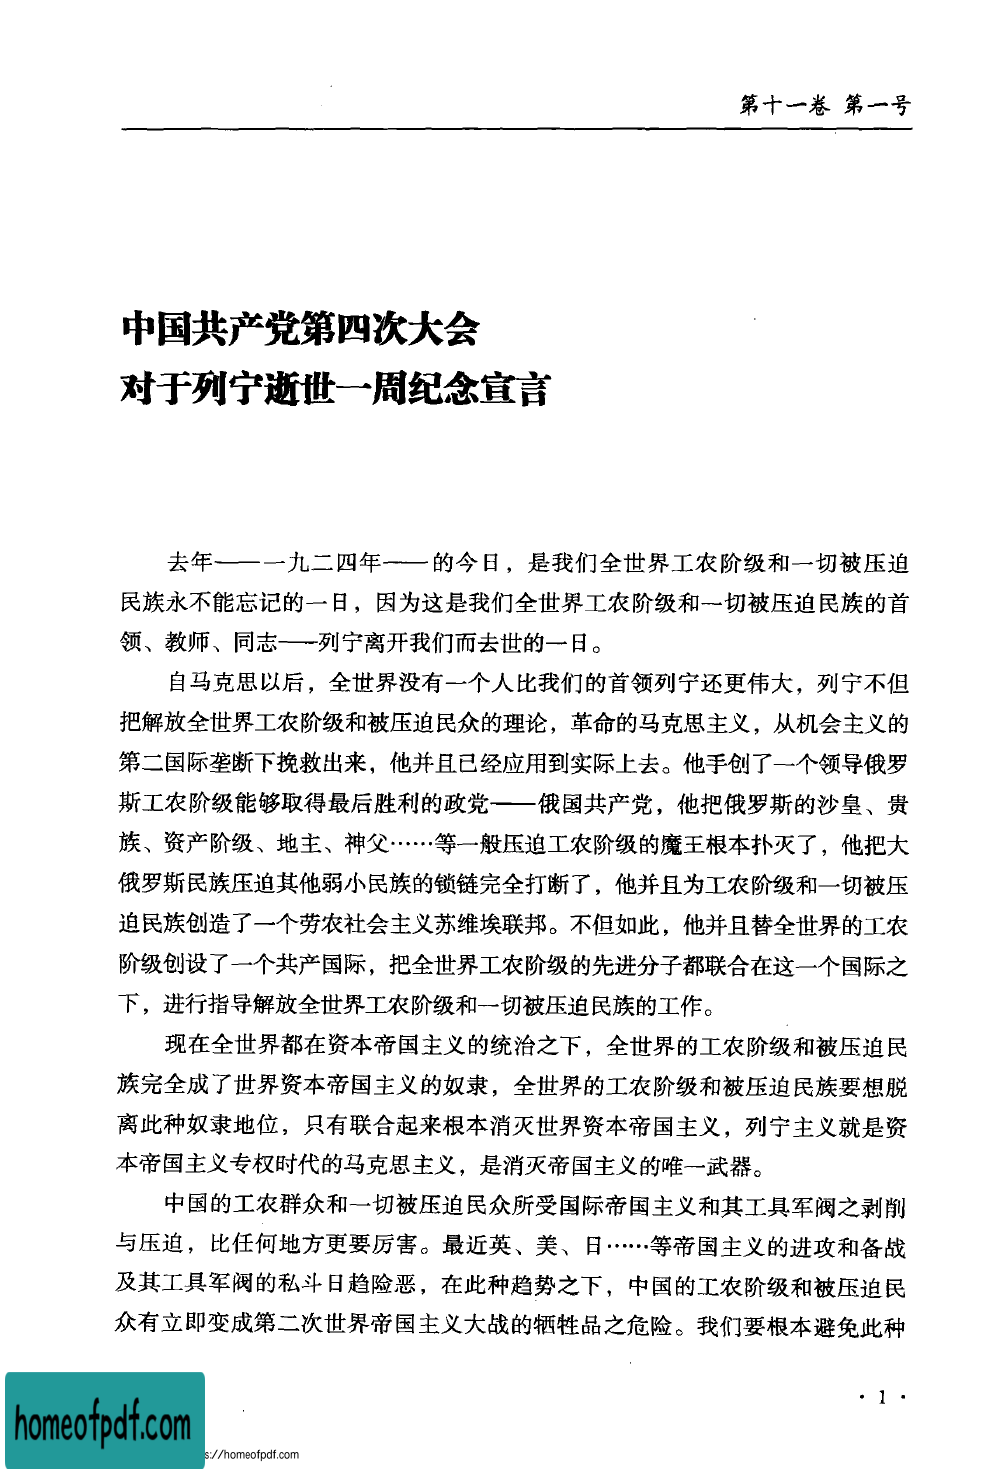 第十一卷 第一号
中国共产党第四次大会
对于列宁逝世一周纪念宣言
去年——一九二四年——的今日，是我们全世界工农阶级和一切被压迫
民族永不能忘记的一日，因为这是我们全世界工农阶级和一切被压迫民族的首
领、教师、同志——列宁离开我们而去世的一日。
自马克思以后，全世界没有一个人比我们的首领列宁还更伟大，列宁不但
把解放全世界工农阶级和被压迫民众的理论，革命的马克思主义，从机会主义的
第二国际垄断下挽救出来，他并且已经应用到实际上去。他手创了一个领导俄罗
斯工农阶级能够取得最后胜利的政党——俄国共产党，他把俄罗斯的沙皇、贵
族、资产阶级、地主、神父……等一般压迫工农阶级的魔王根本扑灭了，他把大
俄罗斯民族压迫其他弱小民族的锁链完全打断了，他并且为工农阶级和一切被压
迫民族创造了一个劳农社会主义苏维埃联邦。不但如此，他并且替全世界的工农
阶级创设了一个共产国际，把全世界工农阶级的先进分子都联合在这一个国际之
下，进行指导解放全世界工农阶级和一切被压迫民族的工作。
现在全世界都在资本帝国主义的统治之下，全世界的工农阶级和被压迫民
族完全成了世界资本帝国主义的奴隶，全世界的工农阶级和被压迫民族要想脱
离此种奴隶地位，只有联合起来根本消灭世界资本帝国主义，列宁主义就是资
本帝国主义专权时代的马克思主义，是消灭帝国主义的唯一武器。
中国的工农群众和一切被压迫民众所受国际帝国主义和其工具军阀之剥削
与压迫，比任何地方更要厉害。最近英、美、日……等帝国主义的进攻和备战
及其工具军阀的私斗日趋险恶，在此种趋势之下，中国的工农阶级和被压迫民
众有立即变成第二次世界帝国主义大战的牺牲品之危险。我们要根本避免此种
· 1 ·
homeofpdf.com
s://homeofpdf.com